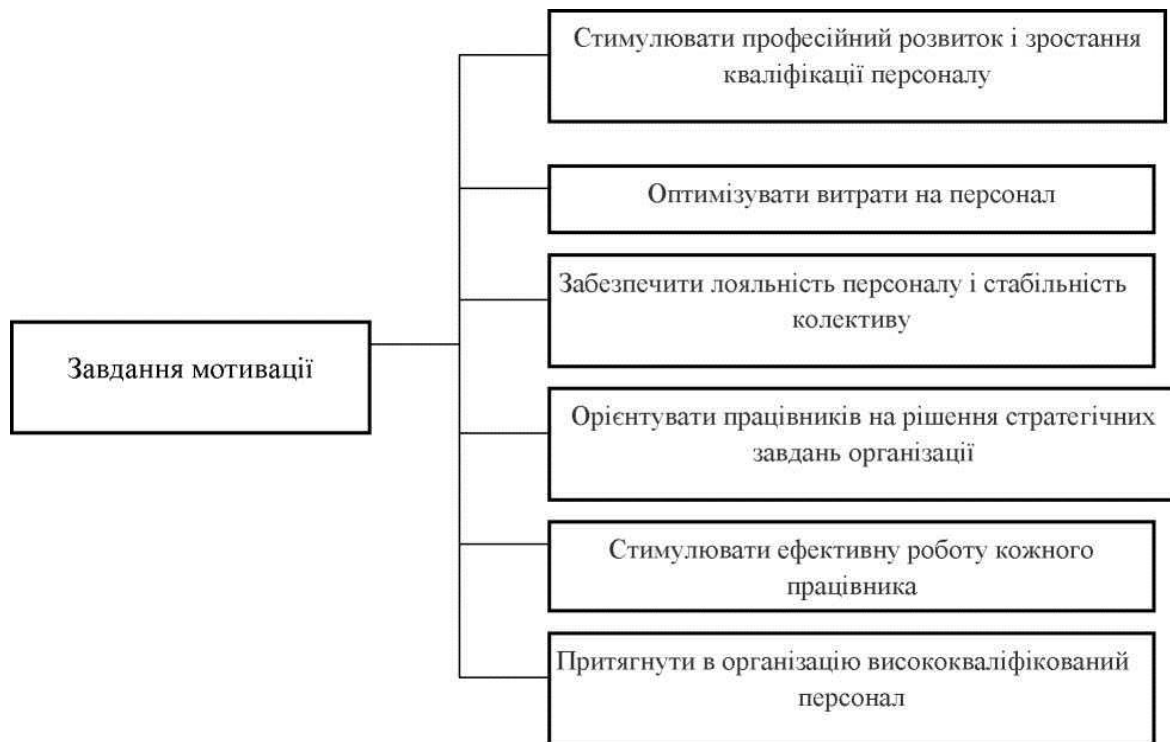 Стимулювати професійний розвиток і зростання
кваліфікації персоналу
Оптимізувати витрати на персонал
Забезпечити лояльність персоналу і стабільність
колективу
Завдання мотивації
Орієнтувати працівників на рішення стратегічних
завдань організації
Стимулювати ефективну роботу кожного
працівника
Притягнути в організацію висококваліфікований
персонал